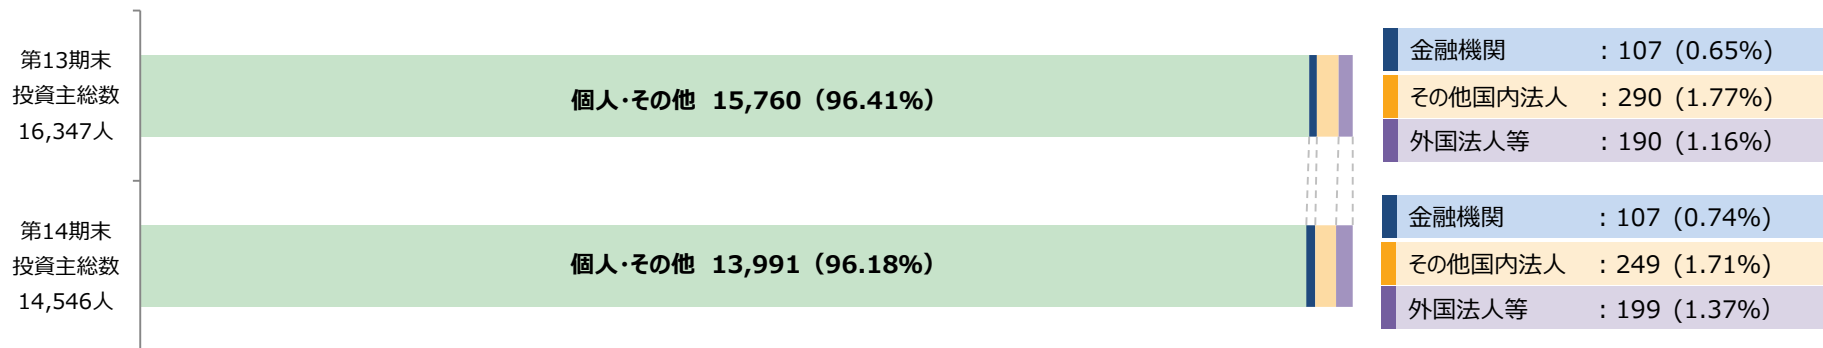 第13期末
投資主総数
16,347人
個人・その他 15,760（96.41%）
金融機関 ：107 (0.65%)
その他国内法人 ：290 (1.77%)
外国法人等 ：190 (1.16%）
第14期末
投資主総数
14,546人
個人・その他 13,991（96.18%）
金融機関 ：107 (0.74%)
その他国内法人 ：249 (1.71%)
外国法人等 ：199 (1.37%）